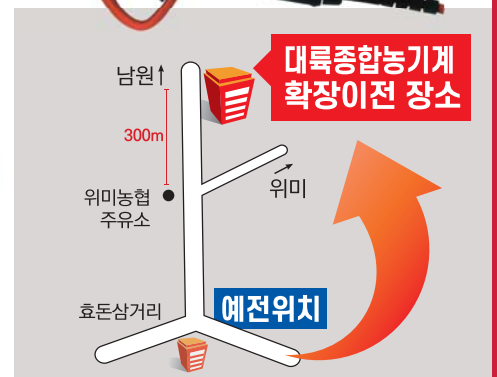 대륙종합농기계
확장이전 장소
남원↑
300m
위미
위미농협
주유소
효돈삼거리
예전위치